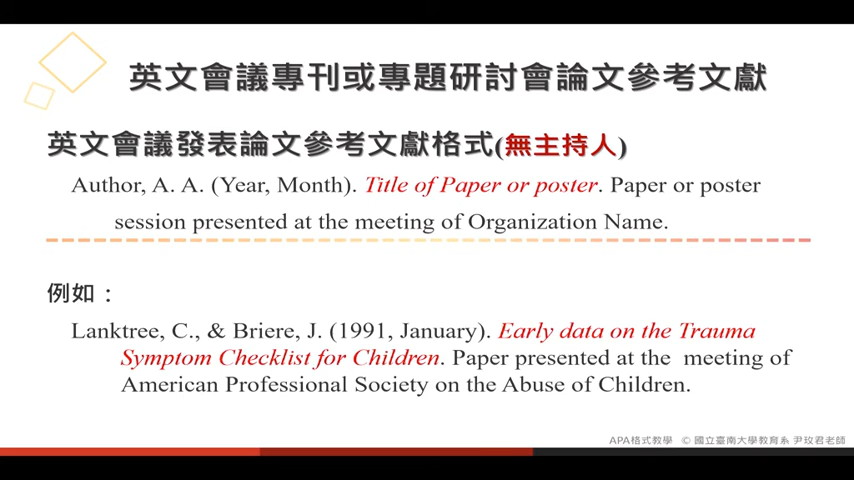 英文會議專刊或專題研討會論文參考文獻
英文會議發表論文參考文獻格式(無主持人)
Author, A. A. (Year, Month). Title of Paper or poster. Paper or poster
session presented at the meeting of Organization Name.
例如：
Lanktree, C., & Briere, J. (1991, January). Early data on the Trauma
Symptom Checklist for Children. Paper presented at the meeting of
American Professional Society on the Abuse of Children.
APA格式教學 © 國立臺南大學教育系 尹玫君老師